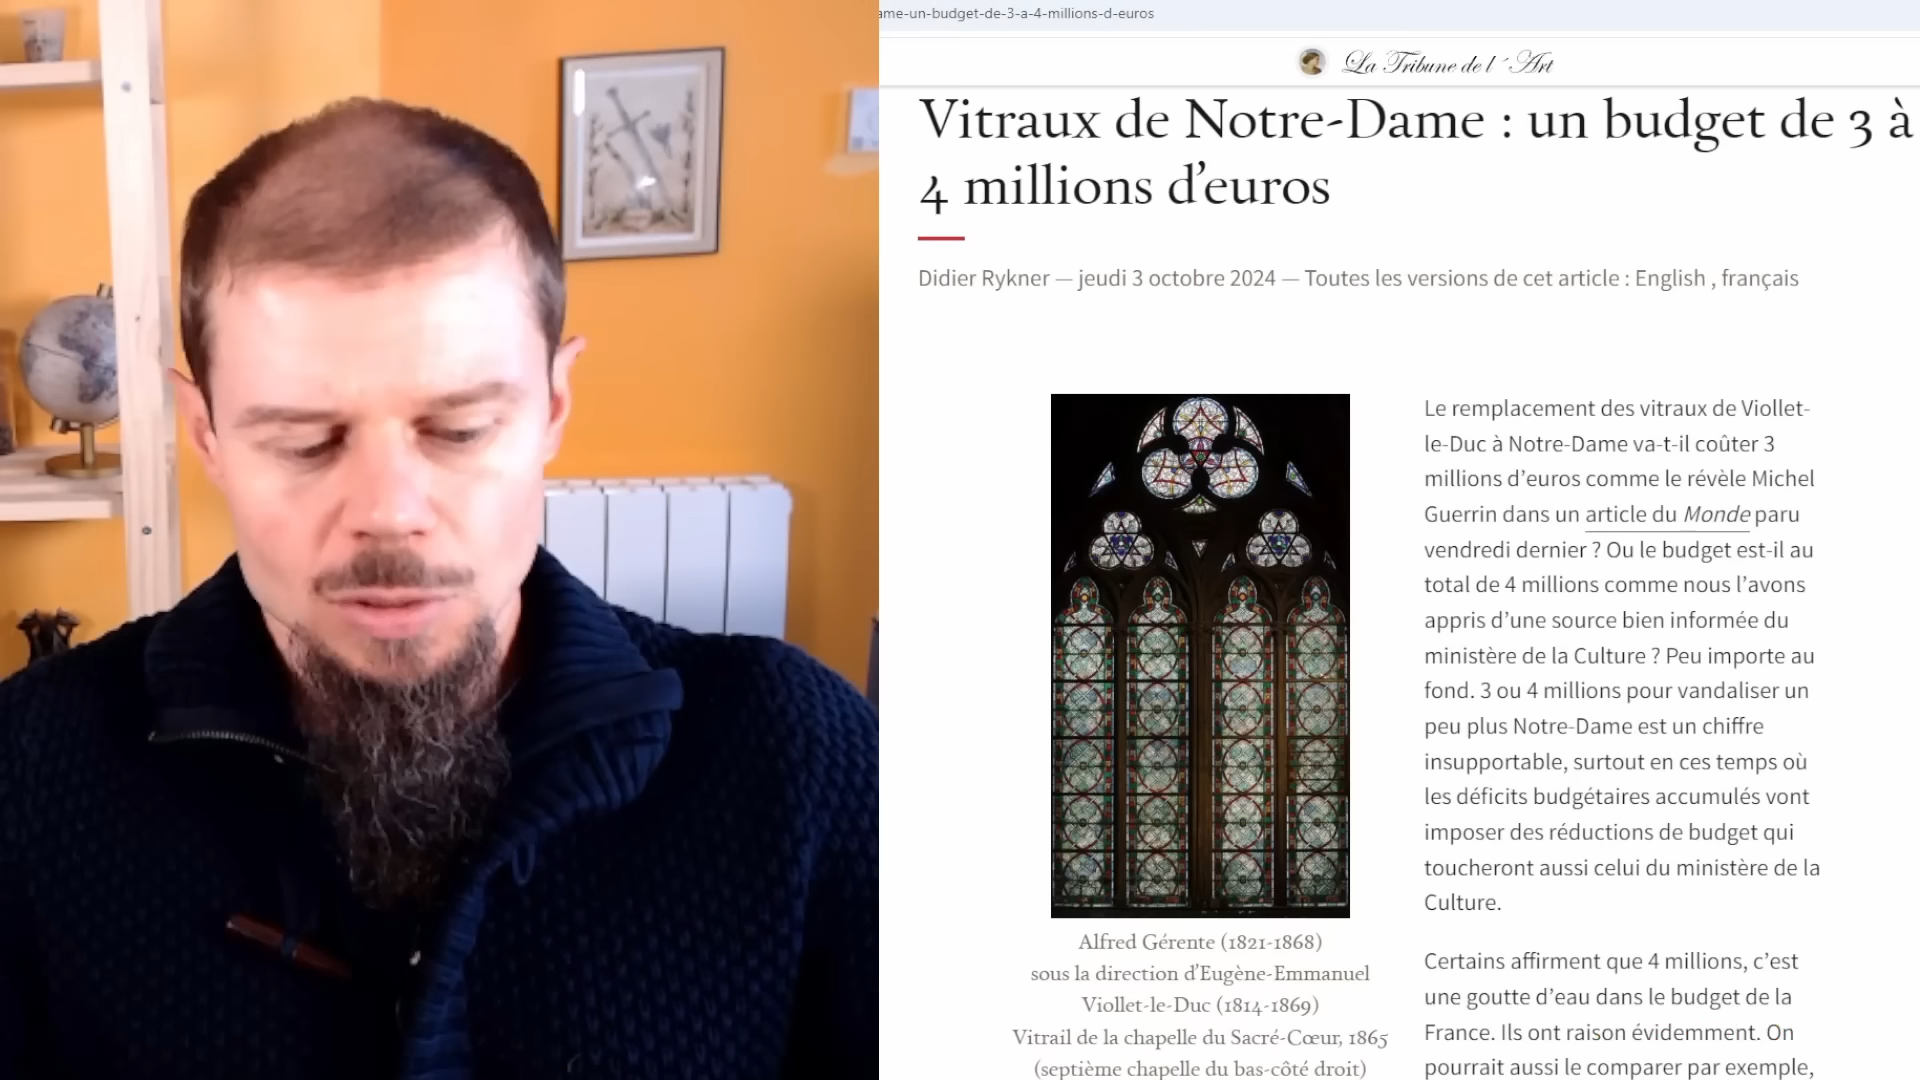 ame-un-budget-de-3-a-4-millions-d-euros
La Tribune de l'Art
Vitraux de Notre-Dame : un budget de 3 à
4 millions d’euros
Didier Rykner — jeudi 3 octobre 2024 — Toutes les versions de cet article : English , français
Le remplacement des vitraux de Viollet-
le-Duc à Notre-Dame va-t-il coûter 3
millions d’euros comme le révèle Michel
Guerrin dans un article du Monde paru
vendredi dernier ? Ou le budget est-il au
total de 4 millions comme nous l’avons
appris d’une source bien informée du
ministère de la Culture ? Peu importe au
fond. 3 ou 4 millions pour vandaliser un
peu plus Notre-Dame est un chiffre
insupportable, surtout en ces temps où
les déficits budgétaires accumulés vont
imposer des réductions de budget qui
toucheront aussi celui du ministère de la
Culture.
Certains affirment que 4 millions, c’est
une goutte d’eau dans le budget de la
France. Ils ont raison évidemment. On
pourrait aussi le comparer par exemple,
Alfred Gérente (1821-1868)
sous la direction d’Eugène-Emmanuel
Viollet-le-Duc (1814-1869)
Vitrail de la chapelle du Sacré-Cœur, 1865
(septième chapelle du bas-côté droit)